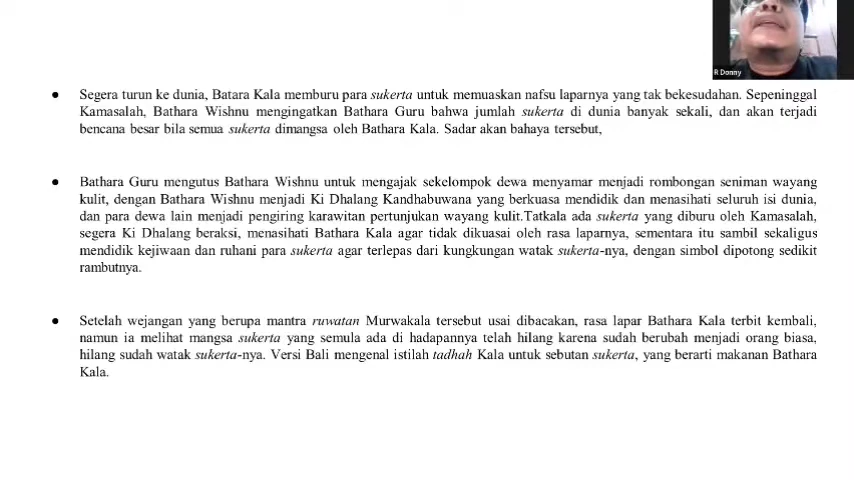 R Donny
● Segera turun ke dunia, Batara Kala memburu para sukerta untuk memuaskan nafsu laparnya yang tak bekesudahan. Sepeninggal
Kamasalah, Bathara Wishnu mengingatkan Bathara Guru bahwa jumlah sukerta di dunia banyak sekali, dan akan terjadi
bencana besar bila semua sukerta dimangsa oleh Bathara Kala. Sadar akan bahaya tersebut,
● Bathara Guru mengutus Bathara Wishnu untuk mengajak sekelompok dewa menyamar menjadi rombongan seniman wayang
kulit, dengan Bathara Wishnu menjadi Ki Dhalang Kandhabuwana yang berkuasa mendidik dan menasihati seluruh isi dunia,
dan para dewa lain menjadi pengiring karawitan pertunjukan wayang kulit.Tatkala ada sukerta yang diburu oleh Kamasalah,
segera Ki Dhalang beraksi, menasihati Bathara Kala agar tidak dikuasai oleh rasa laparnya, sementara itu sambil sekaligus
mendidik kejiwaan dan ruhani para sukerta agar terlepas dari kungkungan watak sukerta-nya, dengan simbol dipotong sedikit
rambutnya.
● Setelah wejangan yang berupa mantra ruwatan Murwakala tersebut usai dibacakan, rasa lapar Bathara Kala terbit kembali,
namun ia melihat mangsa sukerta yang semula ada di hadapannya telah hilang karena sudah berubah menjadi orang biasa,
hilang sudah watak sukerta-nya. Versi Bali mengenal istilah tadhah Kala untuk sebutan sukerta, yang berarti makanan Bathara
Kala.